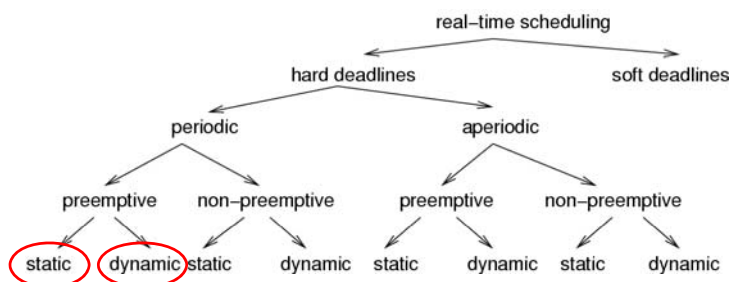 real-time scheduling
hard deadlines soft deadlines
periodic aperiodic
preemptive non-preemptive preemptive non-preemptive
static dynamic static dynamic static dynamic static dynamic